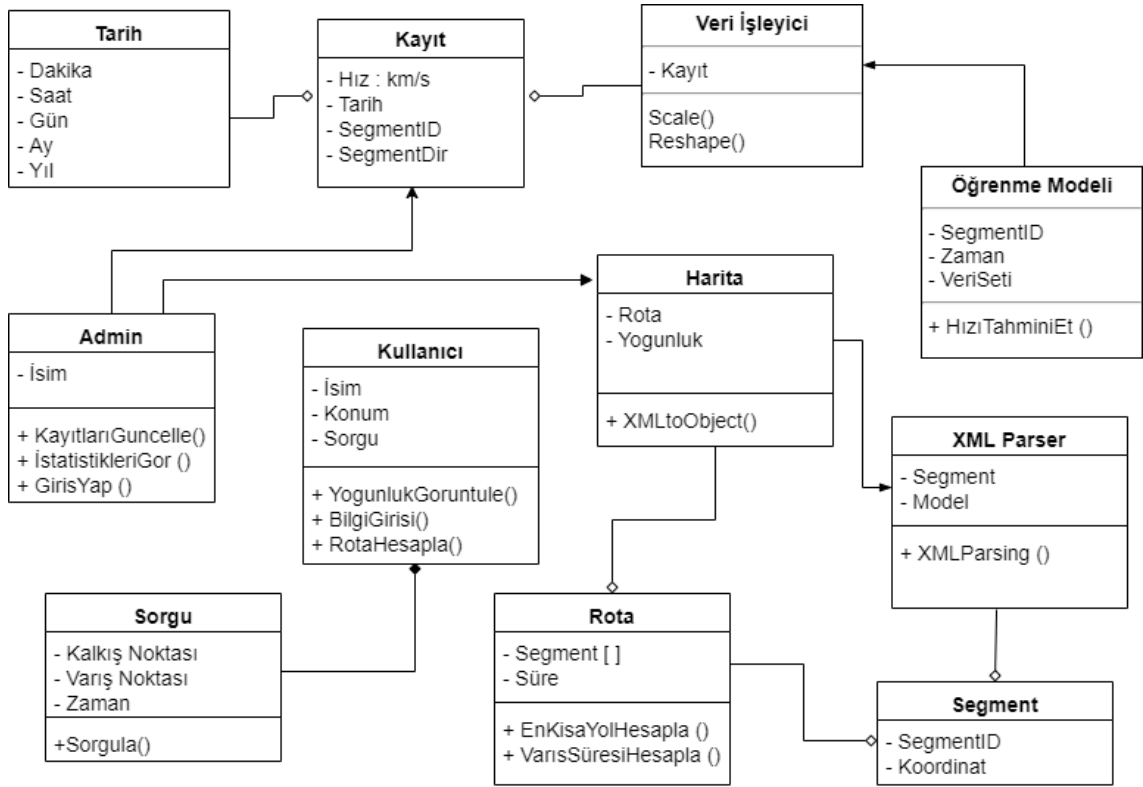 Tarih
- Dakika
- Saat
- Gün
- Ay
- Yıl
Kayıt
- Hız : km/s
- Tarih
- SegmentID
- SegmentDir
Veri İşleyici
- Kayıt
Scale()
Reshape()
Öğrenme Modeli
- SegmentID
- Zaman
- VeriSeti
+ HızıTahminiEt ()
Admin
- İsim
+ KayıtlarıGuncelle()
+ İstatistikleriGor ()
+ GirisYap ()
Kullanıcı
- İsim
- Konum
- Sorgu
+ YogunlukGoruntule()
+ BilgiGirisi()
+ RotaHesapla()
Harita
- Rota
- Yogunluk
+ XMLtoObject()
XML Parser
- Segment
- Model
+ XMLParsing ()
Sorgu
- Kalkış Noktası
- Varış Noktası
- Zaman
+Sorgula()
Rota
- Segment [ ]
- Süre
+ EnKisaYolHesapla ()
+ VarısSüresiHesapla ()
Segment
- SegmentID
- Koordinat